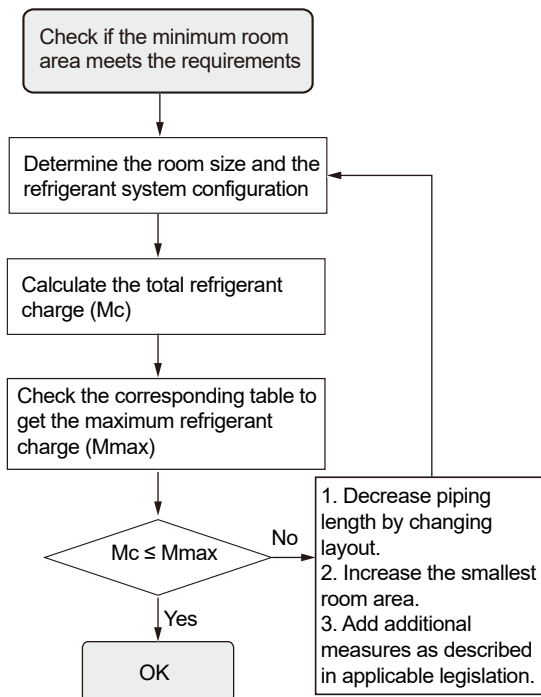 Check if the minimum room
area meets the requirements
Determine the room size and the
refrigerant system configuration
Calculate the total refrigerant
charge (Mc)
Check the corresponding table to
get the maximum refrigerant
charge (Mmax)
Mc ≤ Mmax
No
1. Decrease piping
length by changing
layout.
2. Increase the smallest
room area.
3. Add additional
measures as described
in applicable legislation.
Yes
OK